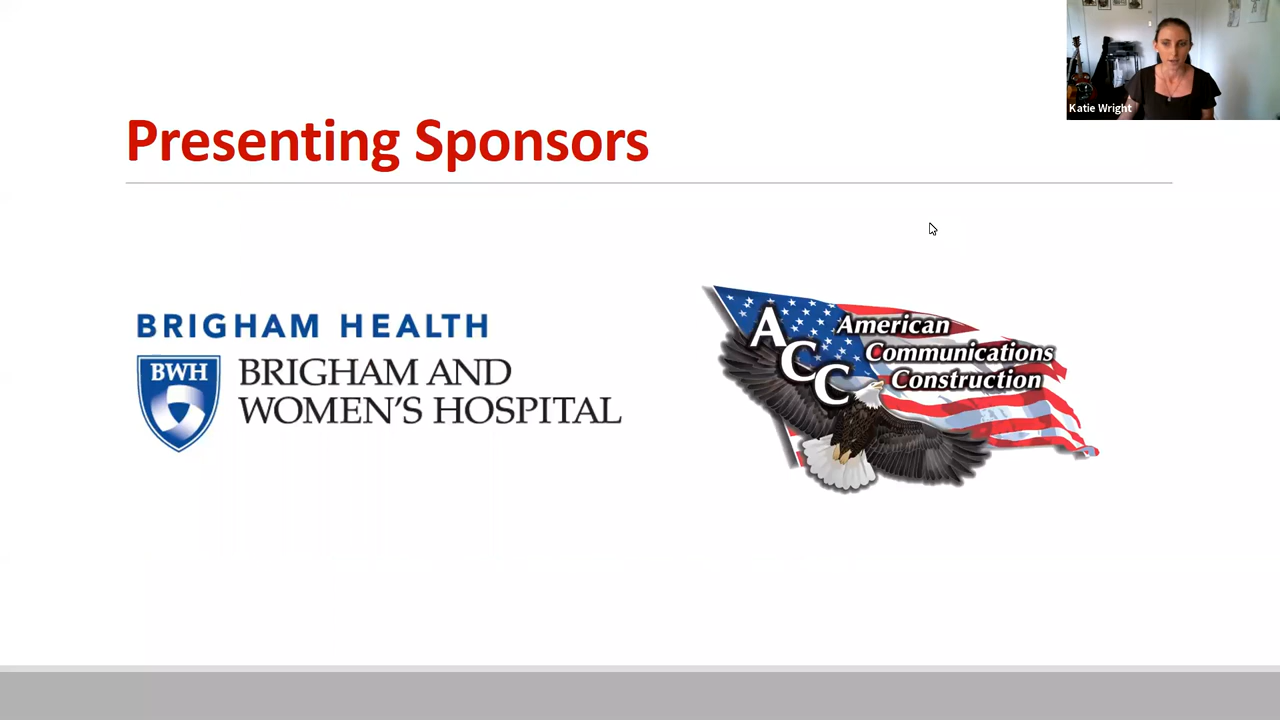 Katie Wright
Presenting Sponsors
BRIGHAM HEALTH
BWH
BRIGHAM AND
WOMEN'S HOSPITAL
ACC
American
Communications
Construction